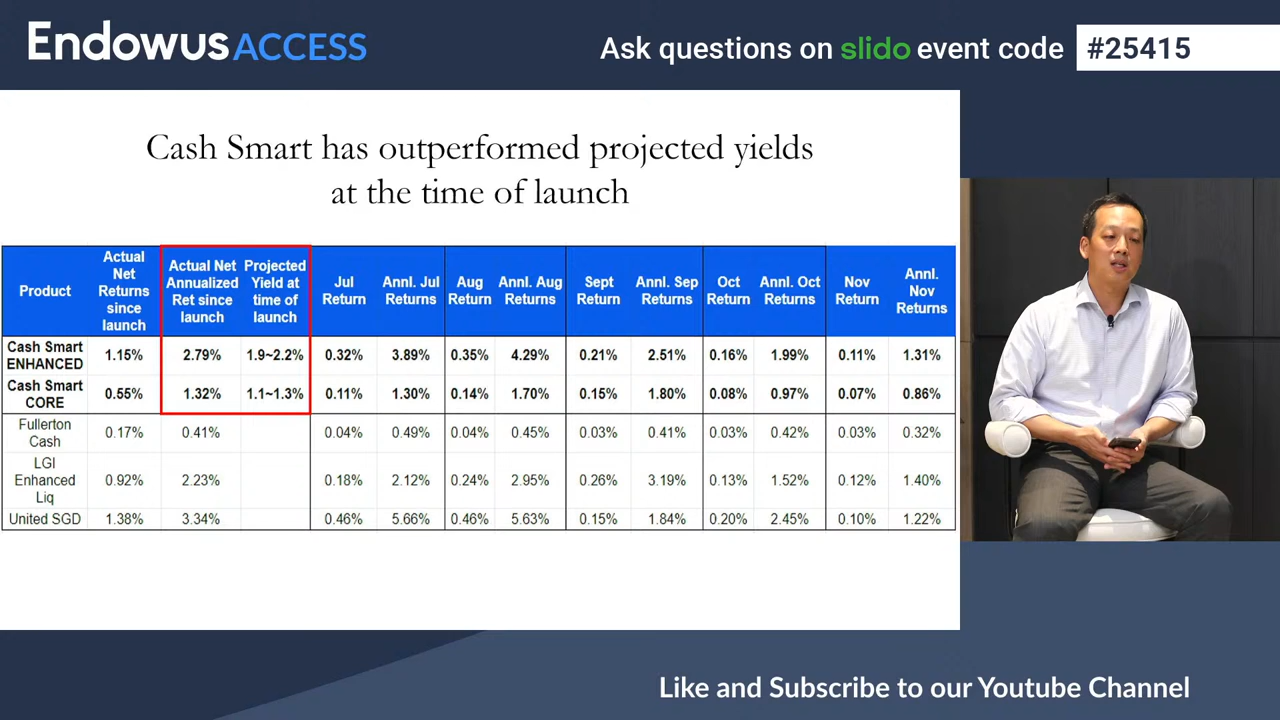 Endowus ACCESS
Ask questions on slido event code #25415
Cash Smart has outperformed projected yields
at the time of launch
Product
Actual
Net
Returns
since
launch
Actual Net
Annualized
Ret since
launch
Projected
Yield at
time of
launch
Jul
Return
Annl. Jul
Returns
Aug
Return
Annl. Aug
Returns
Sept
Return
Annl. Sep
Returns
Oct
Return
Annl. Oct
Returns
Nov
Return
Annl.
Nov
Returns
Cash Smart
ENHANCED
1.15% 2.79% 1.9~2.2% 0.32% 3.89% 0.35% 4.29% 0.21% 2.51% 0.16% 1.99% 0.11% 1.31%
Cash Smart
CORE
0.55% 1.32% 1.1~1.3% 0.11% 1.30% 0.14% 1.70% 0.15% 1.80% 0.08% 0.97% 0.07% 0.86%
Fullerton
Cash
0.17% 0.41% 0.04% 0.49% 0.04% 0.45% 0.03% 0.41% 0.03% 0.42% 0.03% 0.32%
LGI
Enhanced
Liq
0.92% 2.23% 0.18% 2.12% 0.24% 2.95% 0.26% 3.19% 0.13% 1.52% 0.12% 1.40%
United SGD 1.38% 3.34% 0.46% 5.66% 0.46% 5.63% 0.15% 1.84% 0.20% 2.45% 0.10% 1.22%
Like and Subscribe to our Youtube Channel